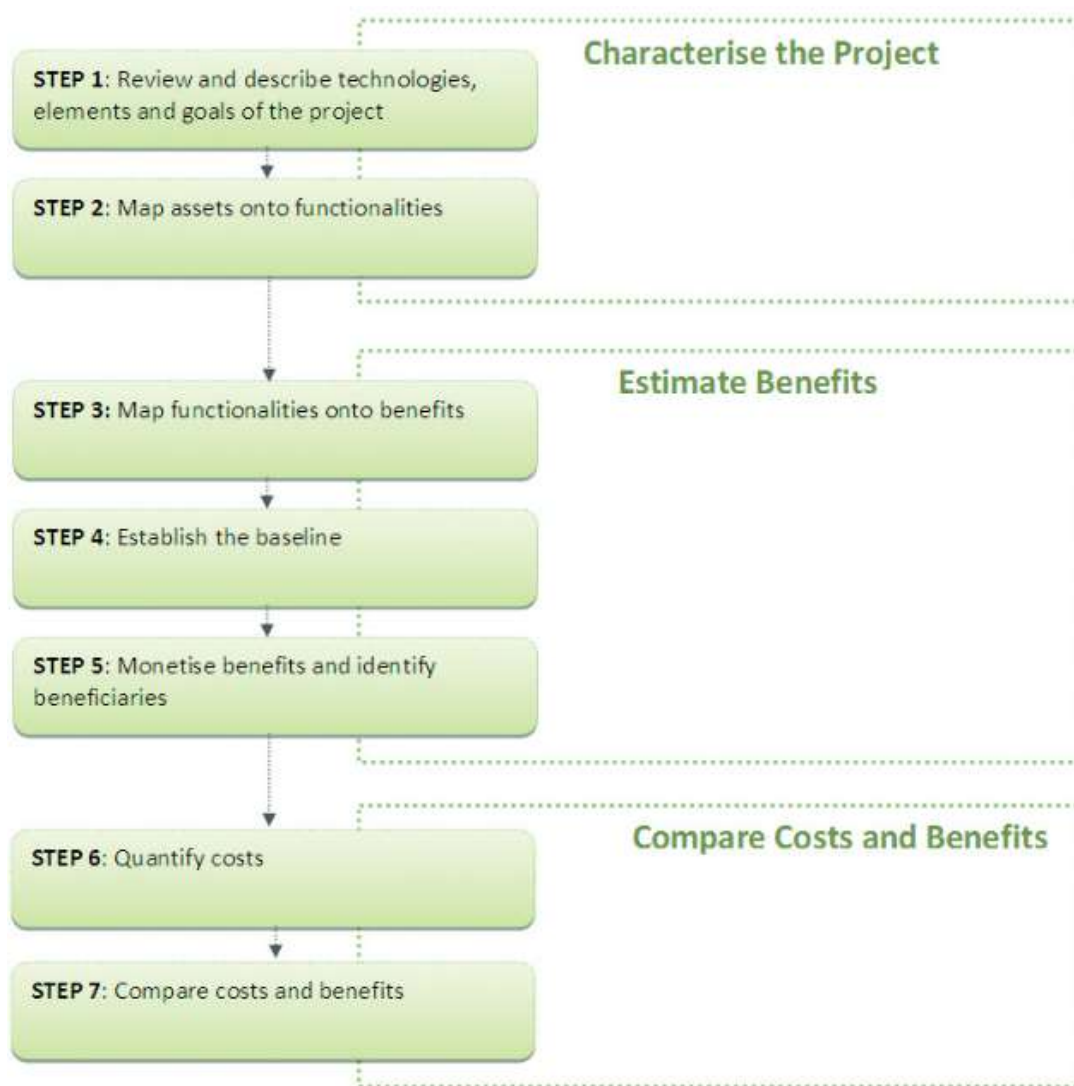 Characterise the Project
STEP 1: Review and describe technologies,
elements and goals of the project
STEP 2: Map assets onto functionalities
Estimate Benefits
STEP 3: Map functionalities onto benefits
STEP 4: Establish the baseline
STEP 5: Monetise benefits and identify
beneficiaries
Compare Costs and Benefits
STEP 6: Quantify costs
STEP 7: Compare costs and benefits